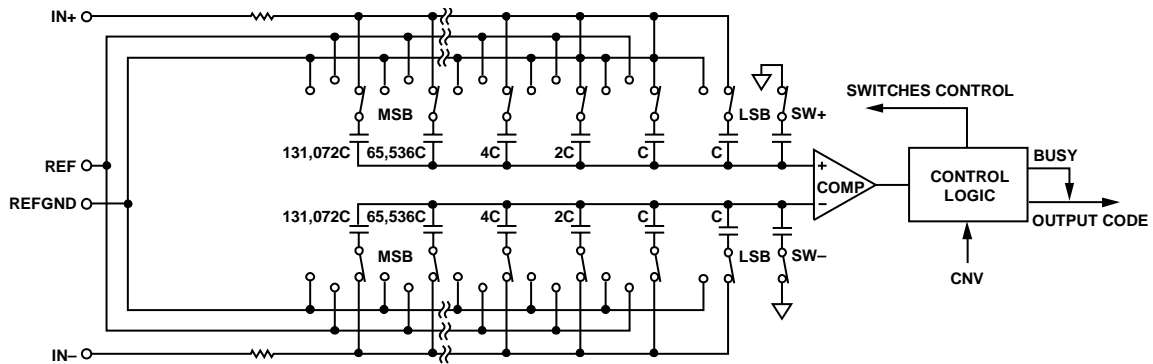 IN+
SWITCHES CONTROL
MSB
LSB SW+
131,072C 65,536C 4C 2C C C
BUSY
REF
+
COMP
CONTROL
LOGIC
REFGND
–
OUTPUT CODE
131,072C 65,536C 4C 2C C C
MSB
LSB SW–
CNV
IN–